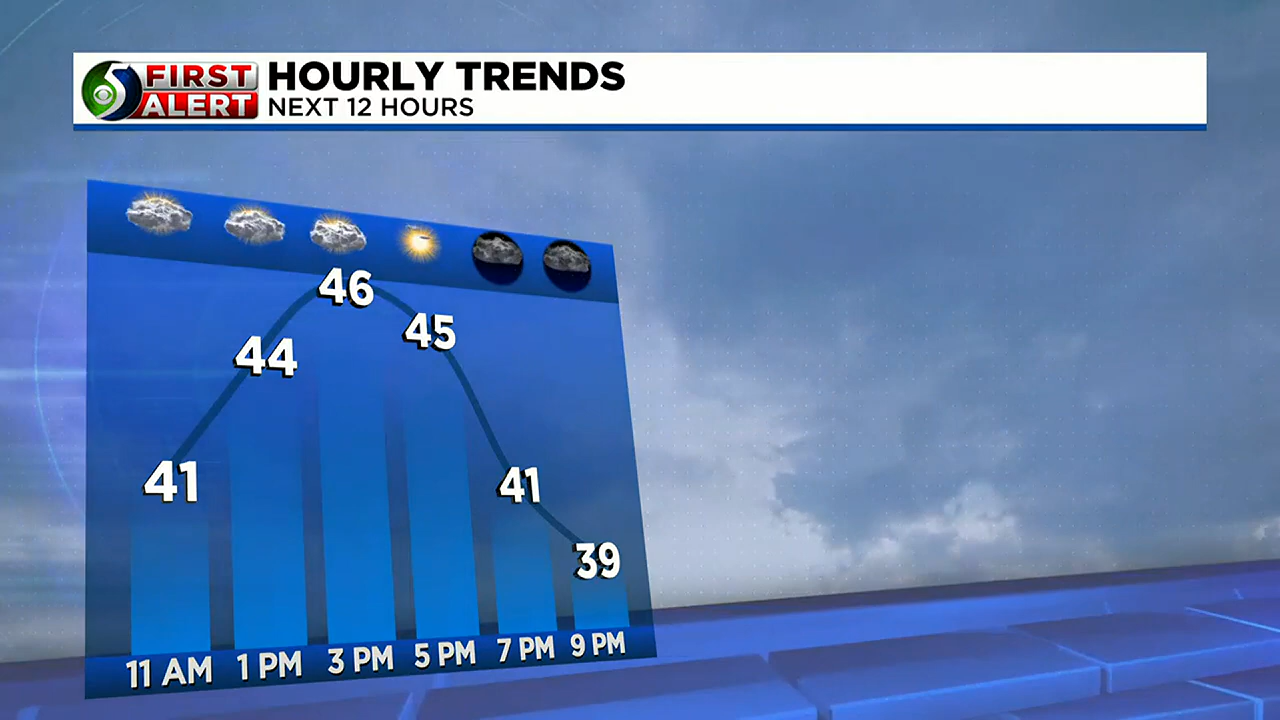 5 FIRST
ALERT
HOURLY TRENDS
NEXT 12 HOURS
46
45
44
41 41
39
11 AM 1 PM 3 PM 5 PM 7 PM 9 PM